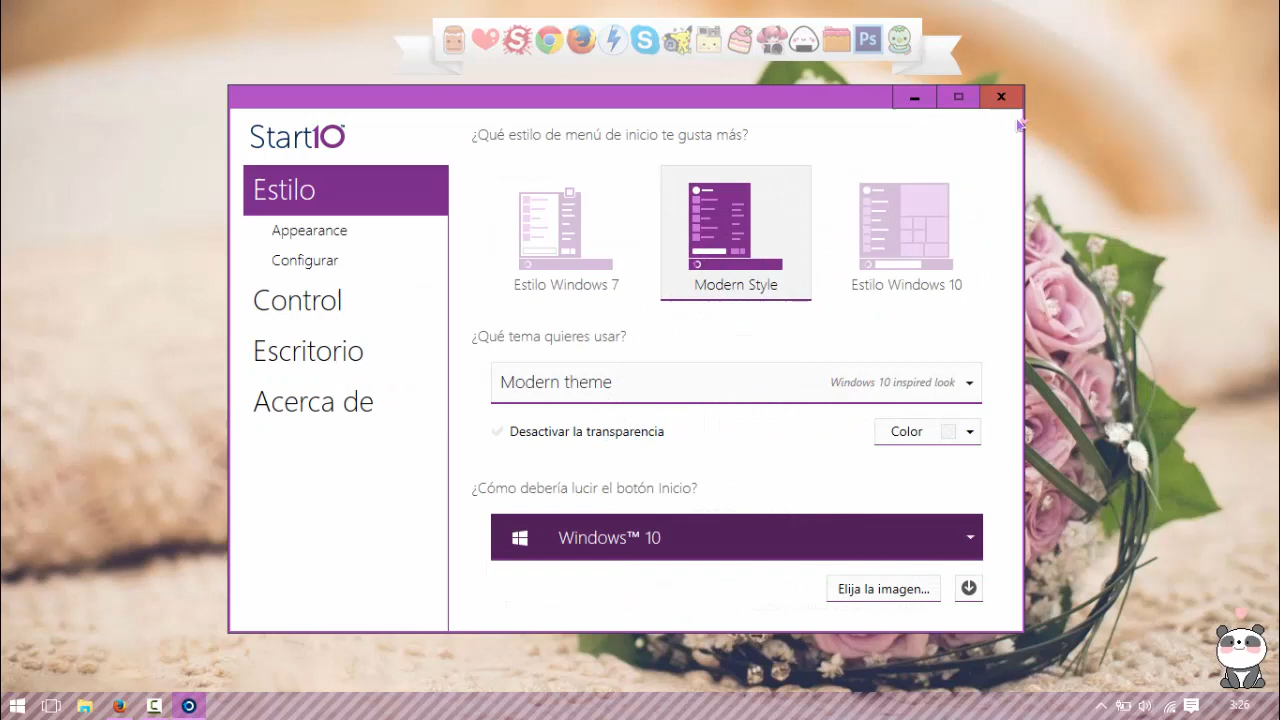 Ps
Start10™
¿Qué estilo de menú de inicio te gusta más?
Estilo
Appearance
Configurar
Control
Escritorio
Acerca de
Estilo Windows 7
Modern Style
Estilo Windows 10
¿Qué tema quieres usar?
Modern theme
Windows 10 inspired look
Desactivar la transparencia
Color
¿Cómo debería lucir el botón Inicio?
Windows™ 10
Elija la imagen...
3:26